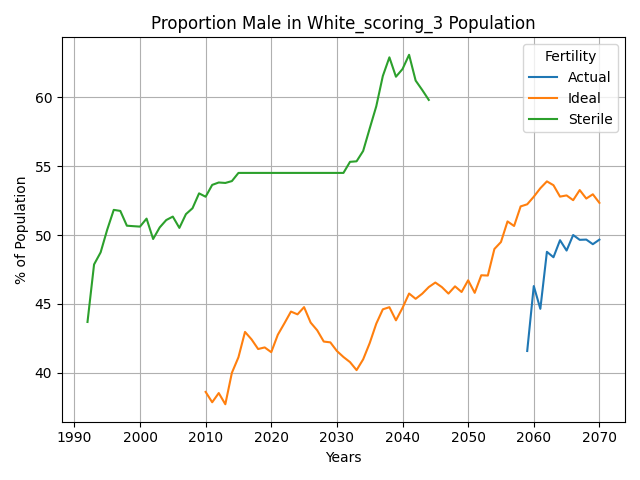 Proportion Male in White_scoring_3 Population
Fertility
Actual
Ideal
Sterile
% of Population
60
55
50
45
40
1990
2000
2010
2020
2030
2040
2050
2060
2070
Years